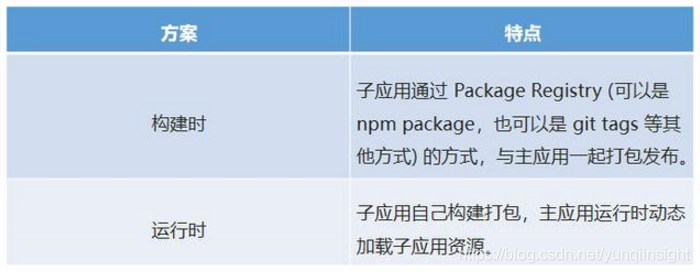 方案
特点
构建时
子应用通过 Package Registry (可以是
npm package，也可以是 git tags 等其
他方式) 的方式，与主应用一起打包发布。
运行时
子应用自己构建打包，主应用运行时动态
加载子应用资源。
https://blog.csdn.net/yunqiinsight